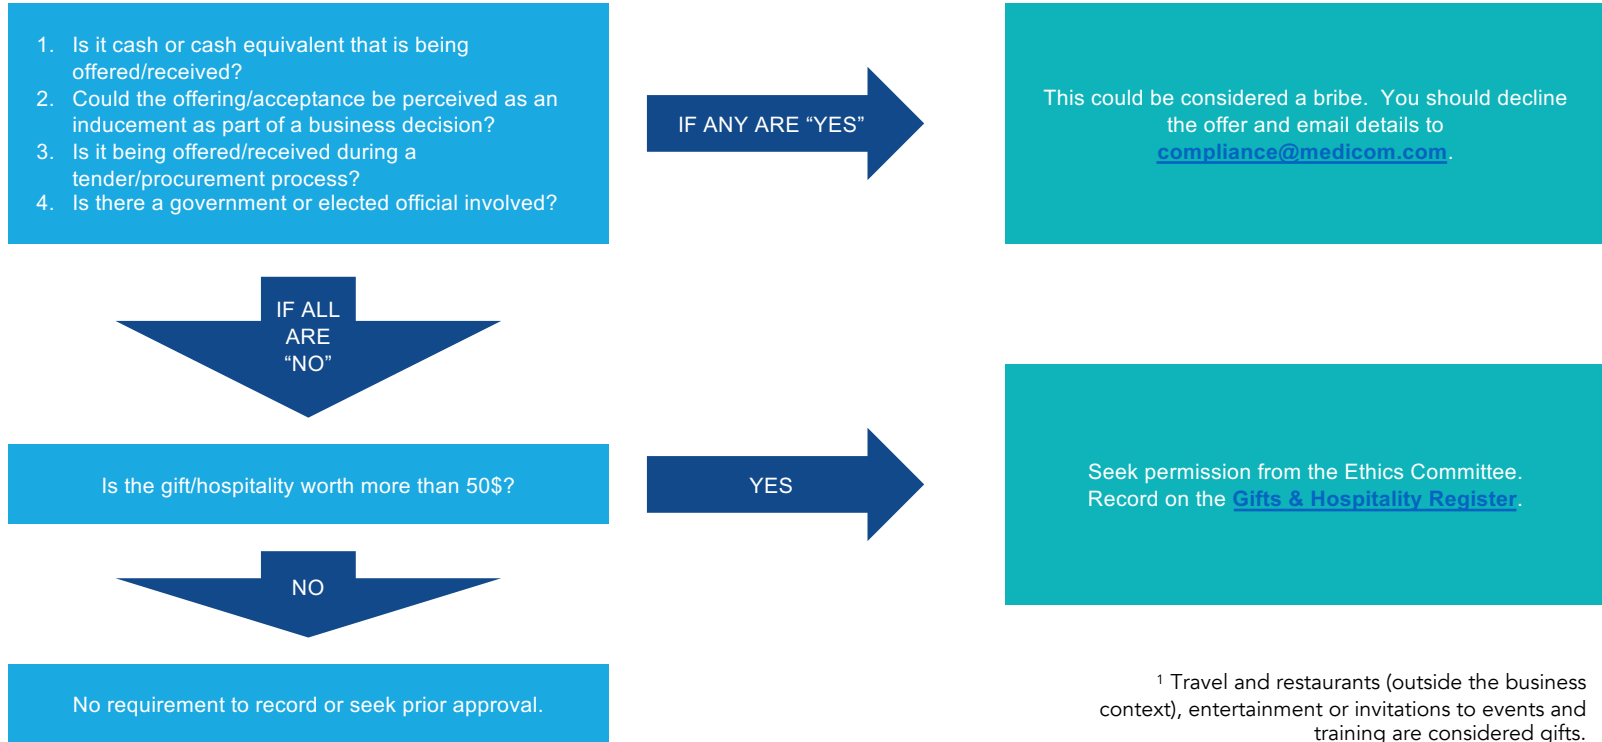 1. Is it cash or cash equivalent that is being
offered/received?
2. Could the offering/acceptance be perceived as an
inducement as part of a business decision?
3. Is it being offered/received during a
tender/procurement process?
4. Is there a government or elected official involved?
IF ANY ARE “YES”
This could be considered a bribe.  You should decline
the offer and email details to
compliance@medicom.com.
IF ALL
ARE
“NO”
Is the gift/hospitality worth more than 50$?
YES
Seek permission from the Ethics Committee.
Record on the Gifts & Hospitality Register.
NO
No requirement to record or seek prior approval.
¹ Travel and restaurants (outside the business
context), entertainment or invitations to events and
training are considered gifts.